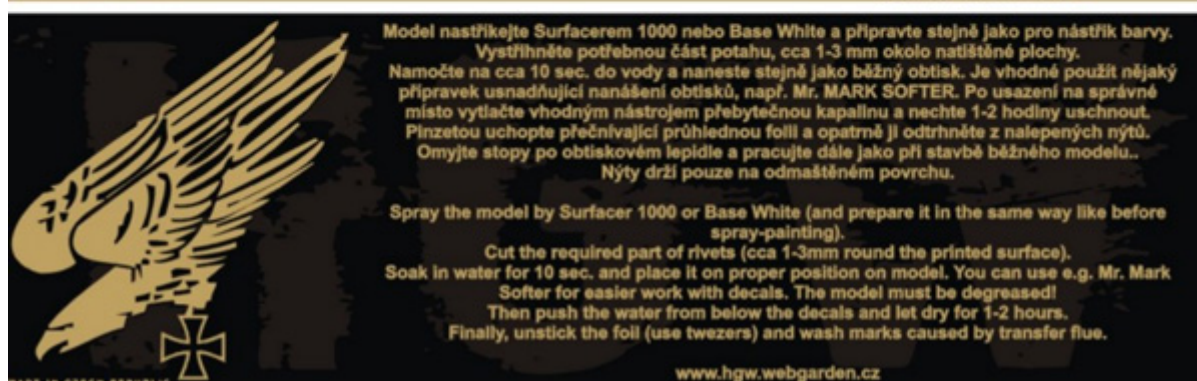 Model nastříkejte Surfacerem 1000 nebo Base White a připravte stejně jako pro nástřik barvy.
Vystřihněte potřebnou část potahu, cca 1-3 mm okolo natištěné plochy.
Namočte na cca 10 sec. do vody a naneste stejně jako běžný obtisk. Je vhodné použít nějaký
přípravek usnadňující nanášení obtisků, např. Mr. MARK SOFTER. Po usazení na správné
místo vytlačte vhodným nástrojem přebytečnou kapalinu a nechte 1-2 hodiny uschnout.
Pinzetou uchopte přečnívající průhlednou folii a opatrně ji odtrhněte z nalepených nýtů.
Omyjte stopy po obtiskovém lepidle a pracujte dále jako při stavbě běžného modelu..
Nýty drží pouze na odmaštěném povrchu.
Spray the model by Surfacer 1000 or Base White (and prepare it in the same way like before
spray-painting).
Cut the required part of rivets (cca 1-3mm round the printed surface).
Soak in water for 10 sec. and place it on proper position on model. You can use e.g. Mr. Mark
Softer for easier work with decals. The model must be degreased!
Then push the water from below the decals and let dry for 1-2 hours.
Finally, unstick the foil (use twezers) and wash marks caused by transfer flue.
www.hgw.webgarden.cz